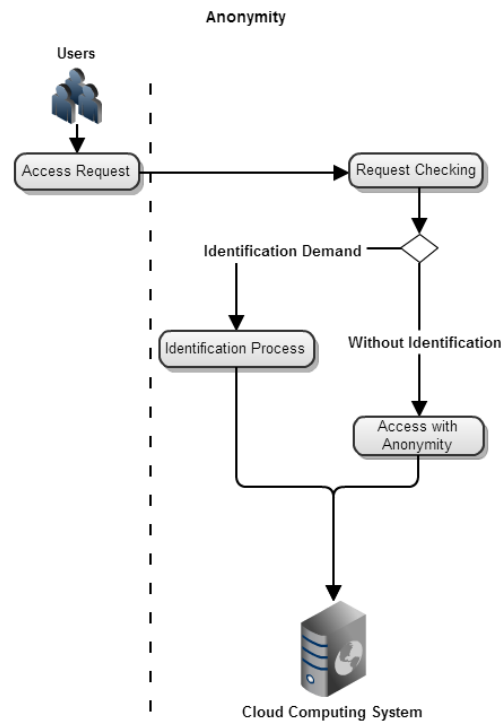 Anonymity
Users
Access Request
Request Checking
Identification Demand
Identification Process
Without Identification
Access with
Anonymity
Cloud Computing System